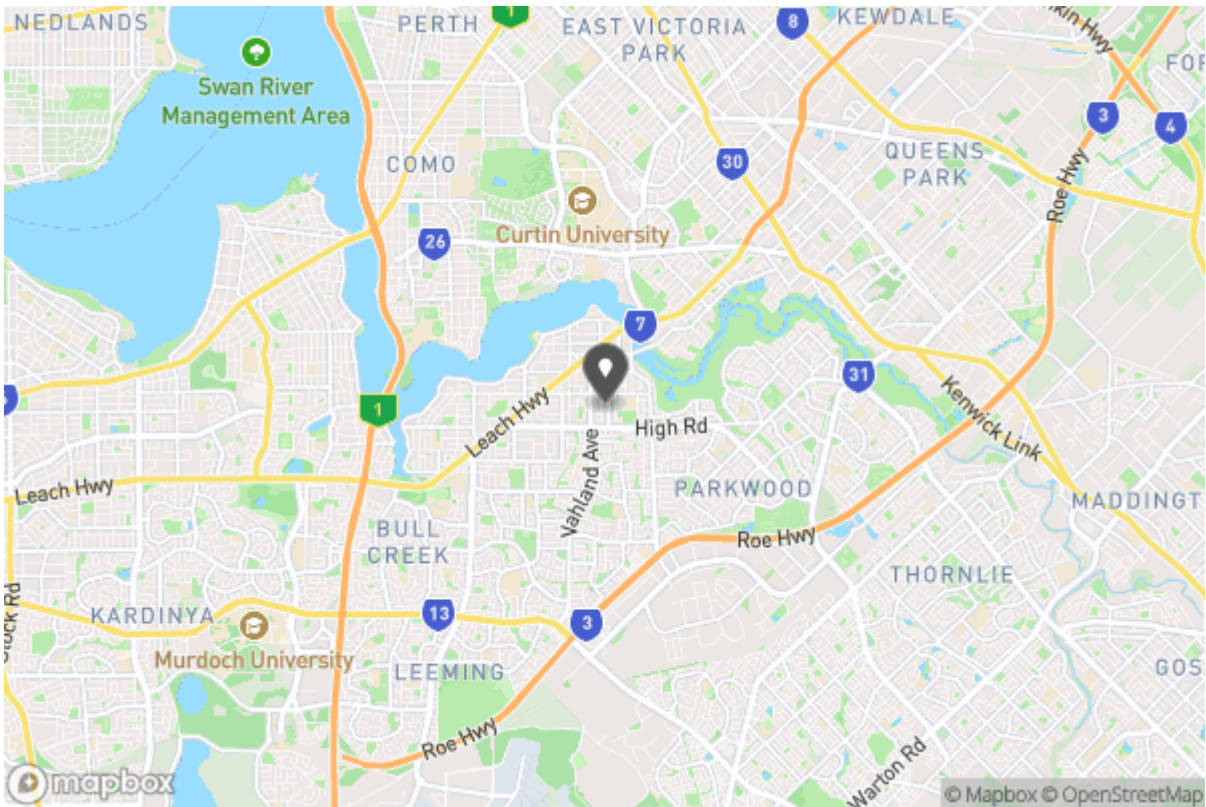 NEDLANDS
PERTH
1
EAST VICTORIA
PARK
8
KEWDALE
Swan River
Management Area
3
4
COMO
30
QUEENS
PARK
Roe Hwy
26
Curtin University
7
31
1
Leach Hwy
High Rd
Kenwick Link
Leach Hwy
Vahland Ave
PARKWOOD
MADDINGT
BULL
CREEK
Roe Hwy
THORNLIE
KARDINYA
13
3
Murdoch University
LEEMING
GOS
Roe Hwy
Warton Rd
mapbox
© Mapbox © OpenStreetMap